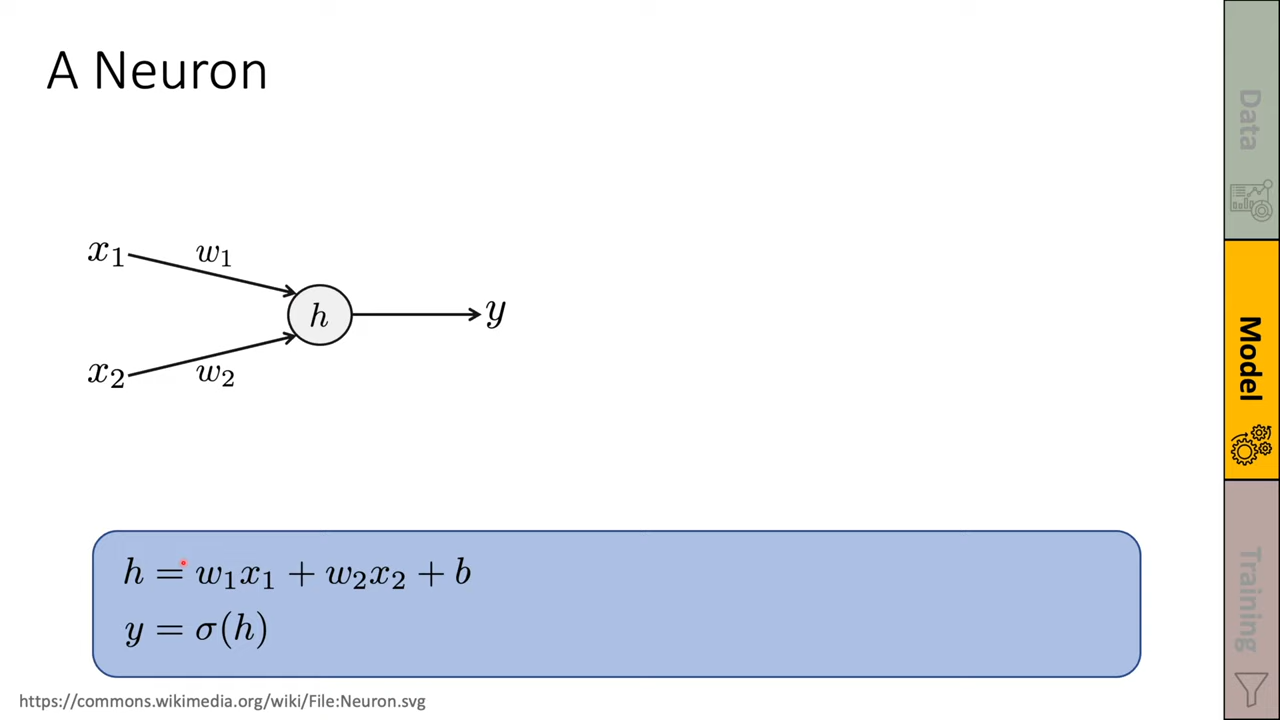 A Neuron
x₁
w₁
h
y
x₂
w₂
h = w₁x₁ + w₂x₂ + b
y = σ(h)
https://commons.wikimedia.org/wiki/File:Neuron.svg
Data
Model
Training